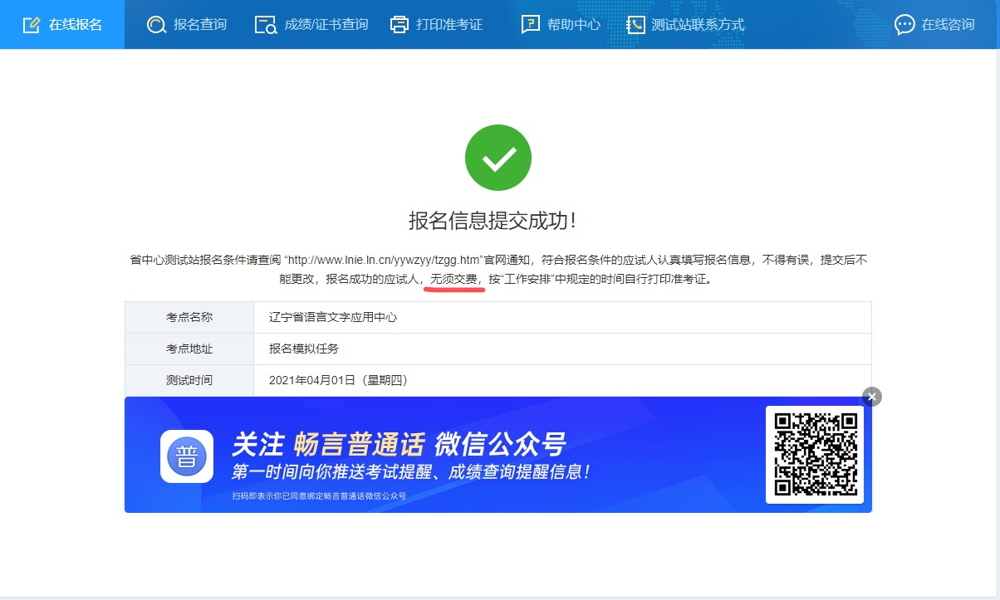 在线报名
报名查询
成绩/证书查询
打印准考证
帮助中心
测试站联系方式
在线咨询
报名信息提交成功！
省中心测试站报名条件请查阅 “http://www.lnie.ln.cn/yywzyy/tzgg.htm”官网通知，符合报名条件的应试人认真填写报名信息，不得有误，提交后不
能更改，报名成功的应试人，无须交费，按“工作安排”中规定的时间自行打印准考证。
考点名称 辽宁省语言文字应用中心
考点地址 报名模拟任务
测试时间 2021年04月01日（星期四）
普
关注 畅言普通话 微信公众号
第一时间向你推送考试提醒、成绩查询提醒信息！
扫码即表示你已同意绑定畅言普通话微信公众号